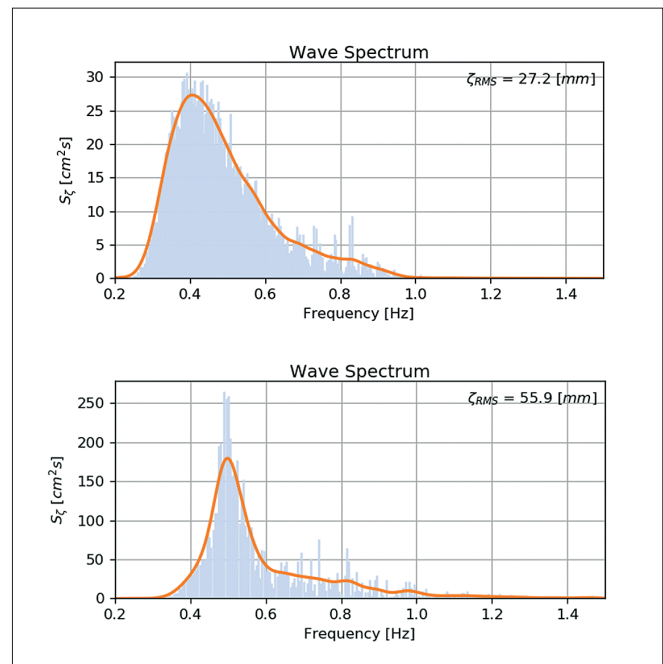 Wave Spectrum
ζRMS = 27.2 [mm]
30
25
20
15
10
5
0
Sζ [cm²s]
0.2 0.4 0.6 0.8 1.0 1.2 1.4
Frequency [Hz]
Wave Spectrum
ζRMS = 55.9 [mm]
250
200
150
100
50
0
Sζ [cm²s]
0.2 0.4 0.6 0.8 1.0 1.2 1.4
Frequency [Hz]